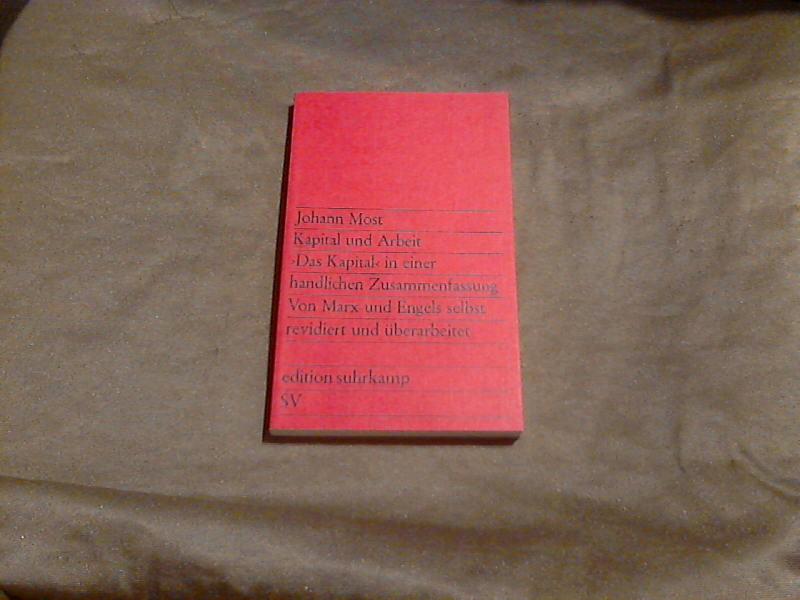 Johann Most
Kapital und Arbeit
›Das Kapital‹ in einer
handlichen Zusammenfassung
Von Marx und Engels selbst
revidiert und überarbeitet
edition suhrkamp
SV